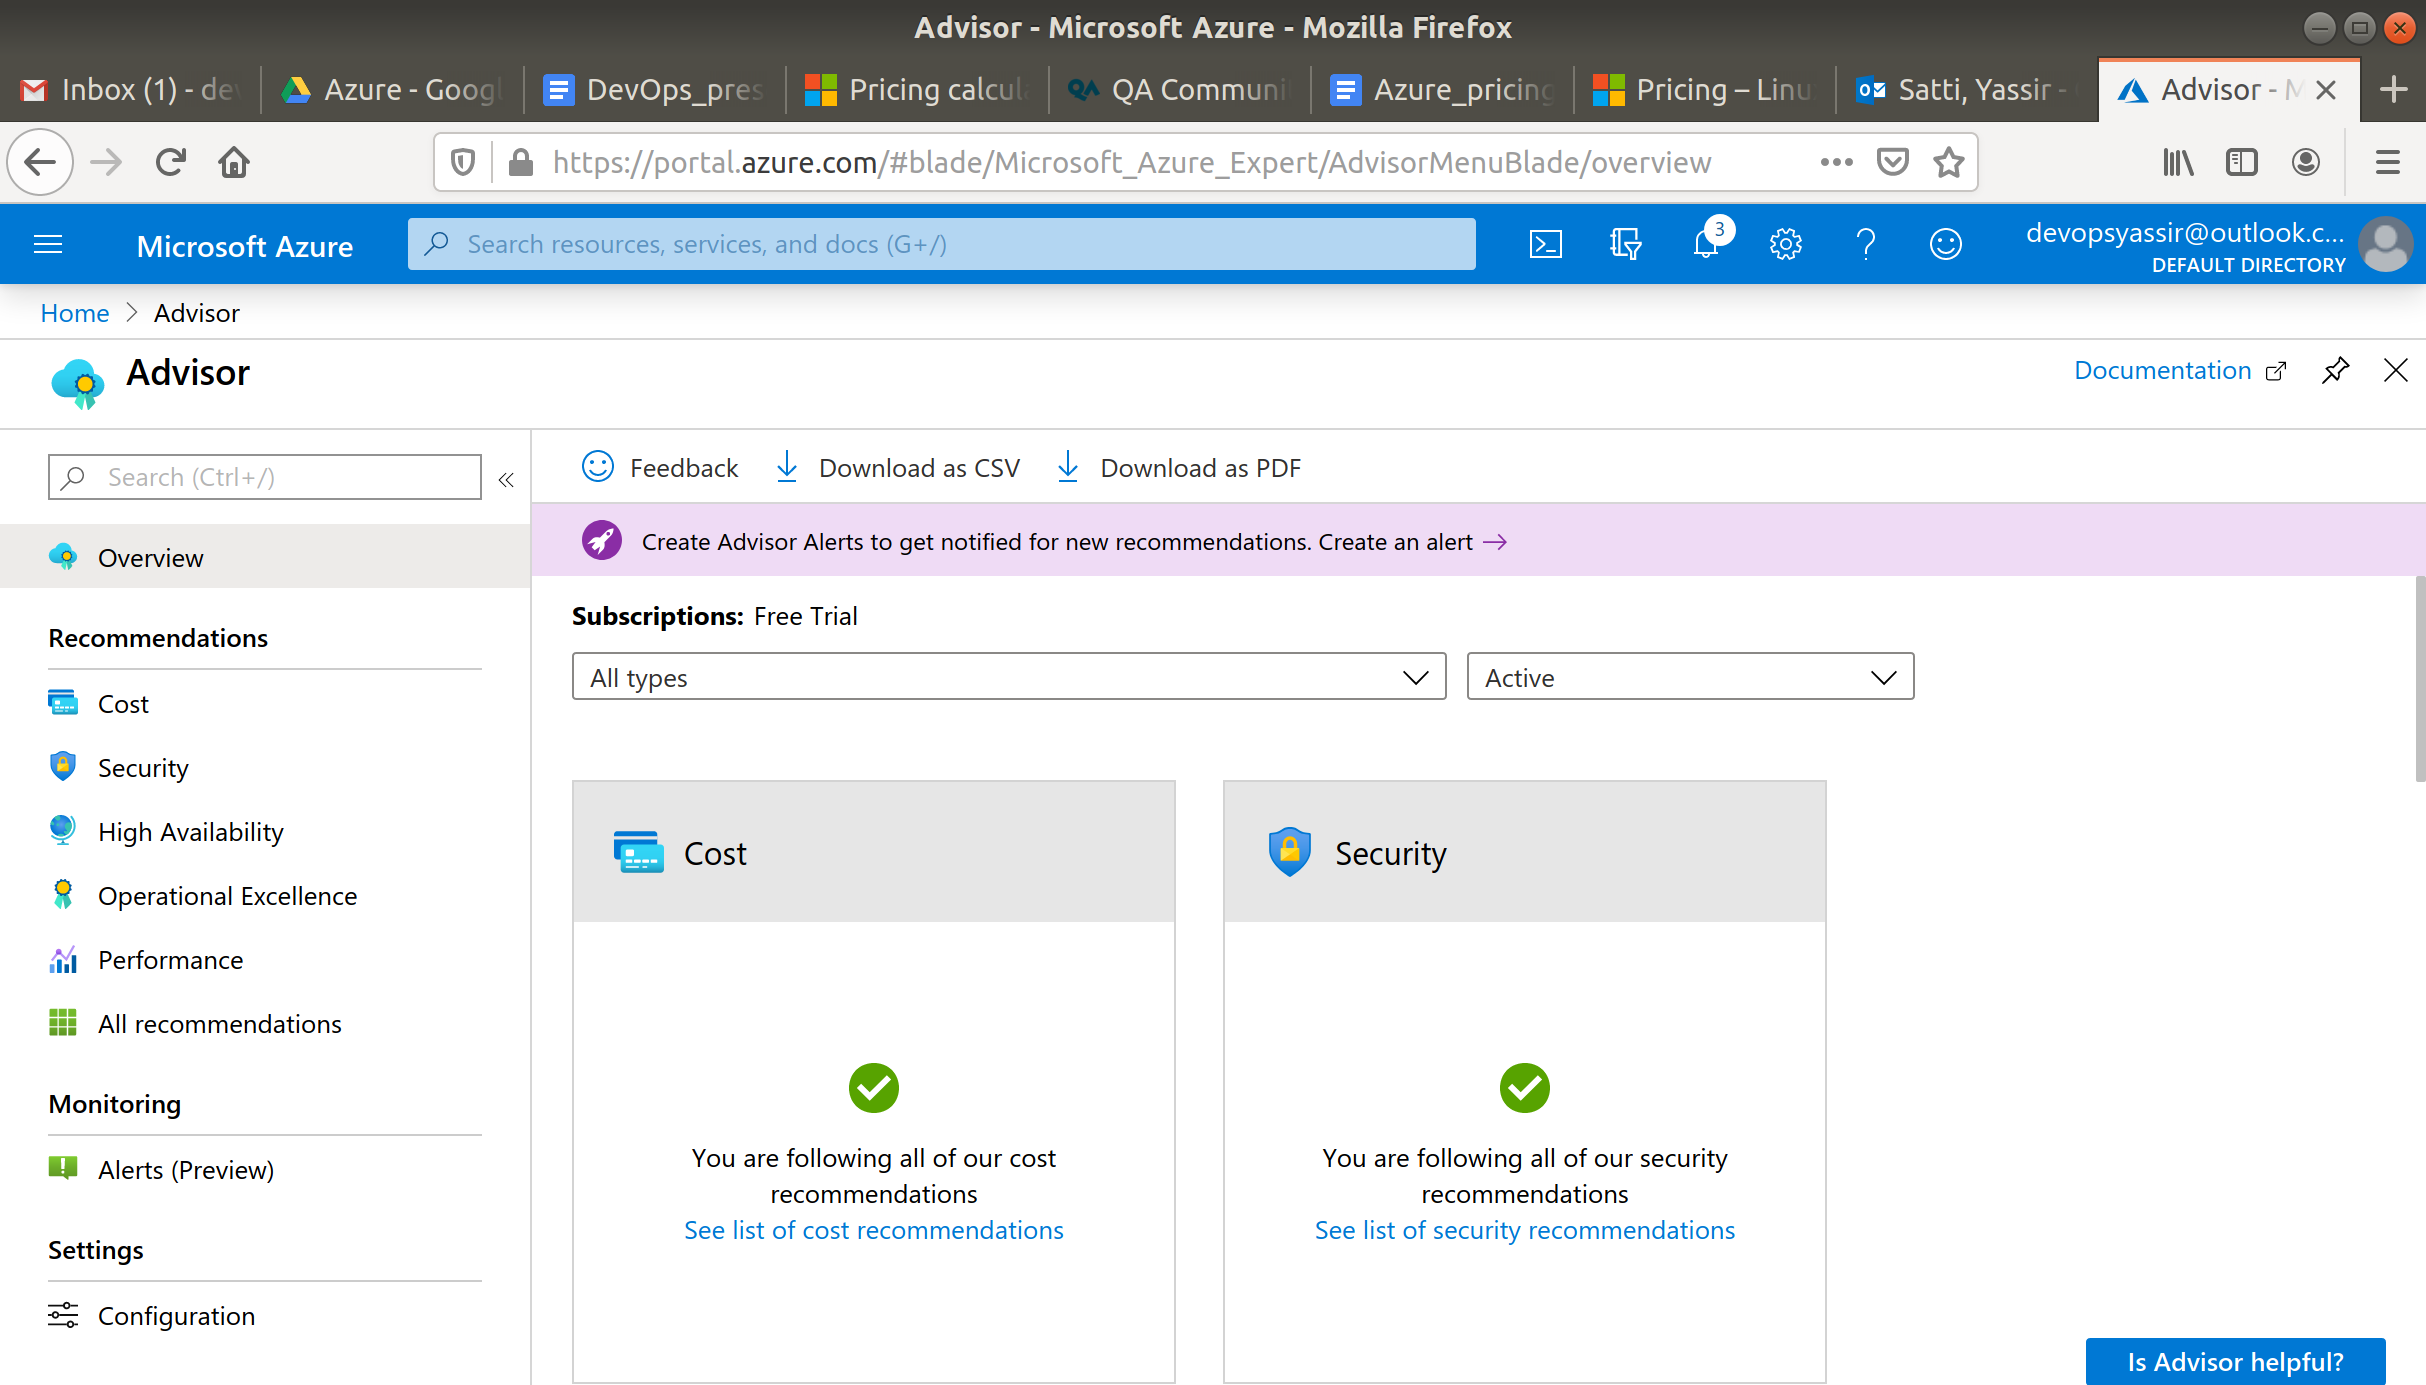 Advisor - Microsoft Azure - Mozilla Firefox
Inbox (1) - dev
Azure - Googl
DevOps_pres
Pricing calcula
QA Communi
Azure_pricing
Pricing – Linu
Satti, Yassir -
Advisor - M
https://portal.azure.com/#blade/Microsoft_Azure_Expert/AdvisorMenuBlade/overview
Microsoft Azure
Search resources, services, and docs (G+/)
3
devopsyassir@outlook.c...
DEFAULT DIRECTORY
Home > Advisor
Advisor
Documentation
Search (Ctrl+/)
«
Overview
Recommendations
Cost
Security
High Availability
Operational Excellence
Performance
All recommendations
Monitoring
Alerts (Preview)
Settings
Configuration
Feedback
Download as CSV
Download as PDF
Create Advisor Alerts to get notified for new recommendations. Create an alert →
Subscriptions: Free Trial
All types
Active
Cost
You are following all of our cost
recommendations
See list of cost recommendations
Security
You are following all of our security
recommendations
See list of security recommendations
Is Advisor helpful?